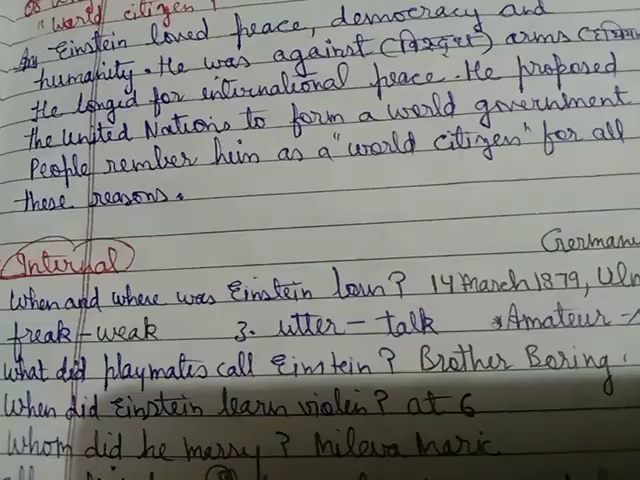 "World citizen?
Einstein loved peace, democracy and
humanity. He was against (विरुद्ध) arms
He longed for international peace. He proposed
the United Nations to form a world government
People rember him as a "world citizen" for all
these reasons.
Germany
Internal
When and where was Einstein born? 14 March 1879, Ulm
freak - weak 3. utter - talk *Amateur -
What did playmates call Einstein? Brother Boring.
When did Einstein learn violein? at 6
Whom did he marry? Mileva Maric